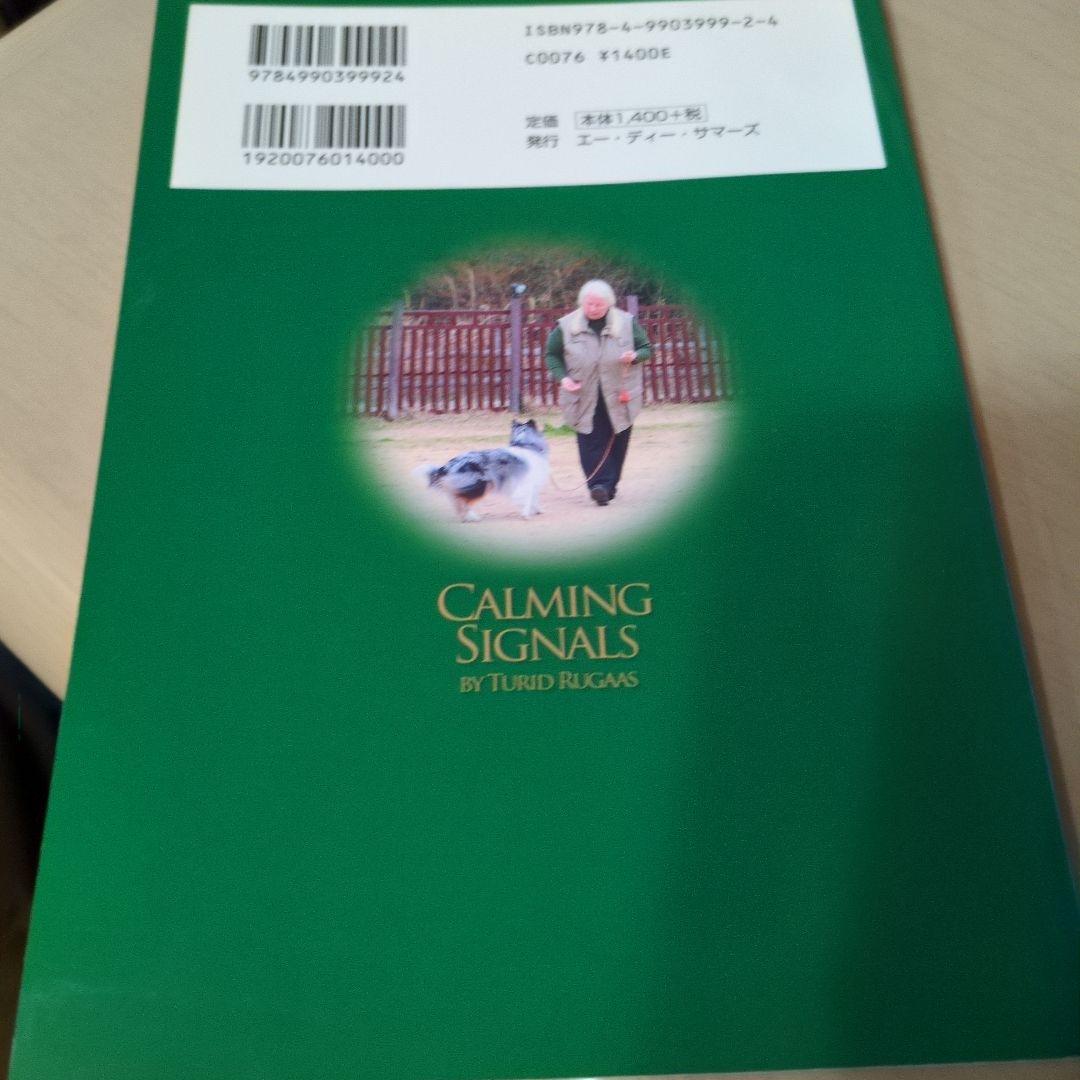 ISBN978-4-9903999-2-4
C0076 ¥1400E
9784990399924
1920076014000
定価 本体1,400+税
発行 エー・ディー・サマーズ
CALMING
SIGNALS
BY TURID RUGAAS